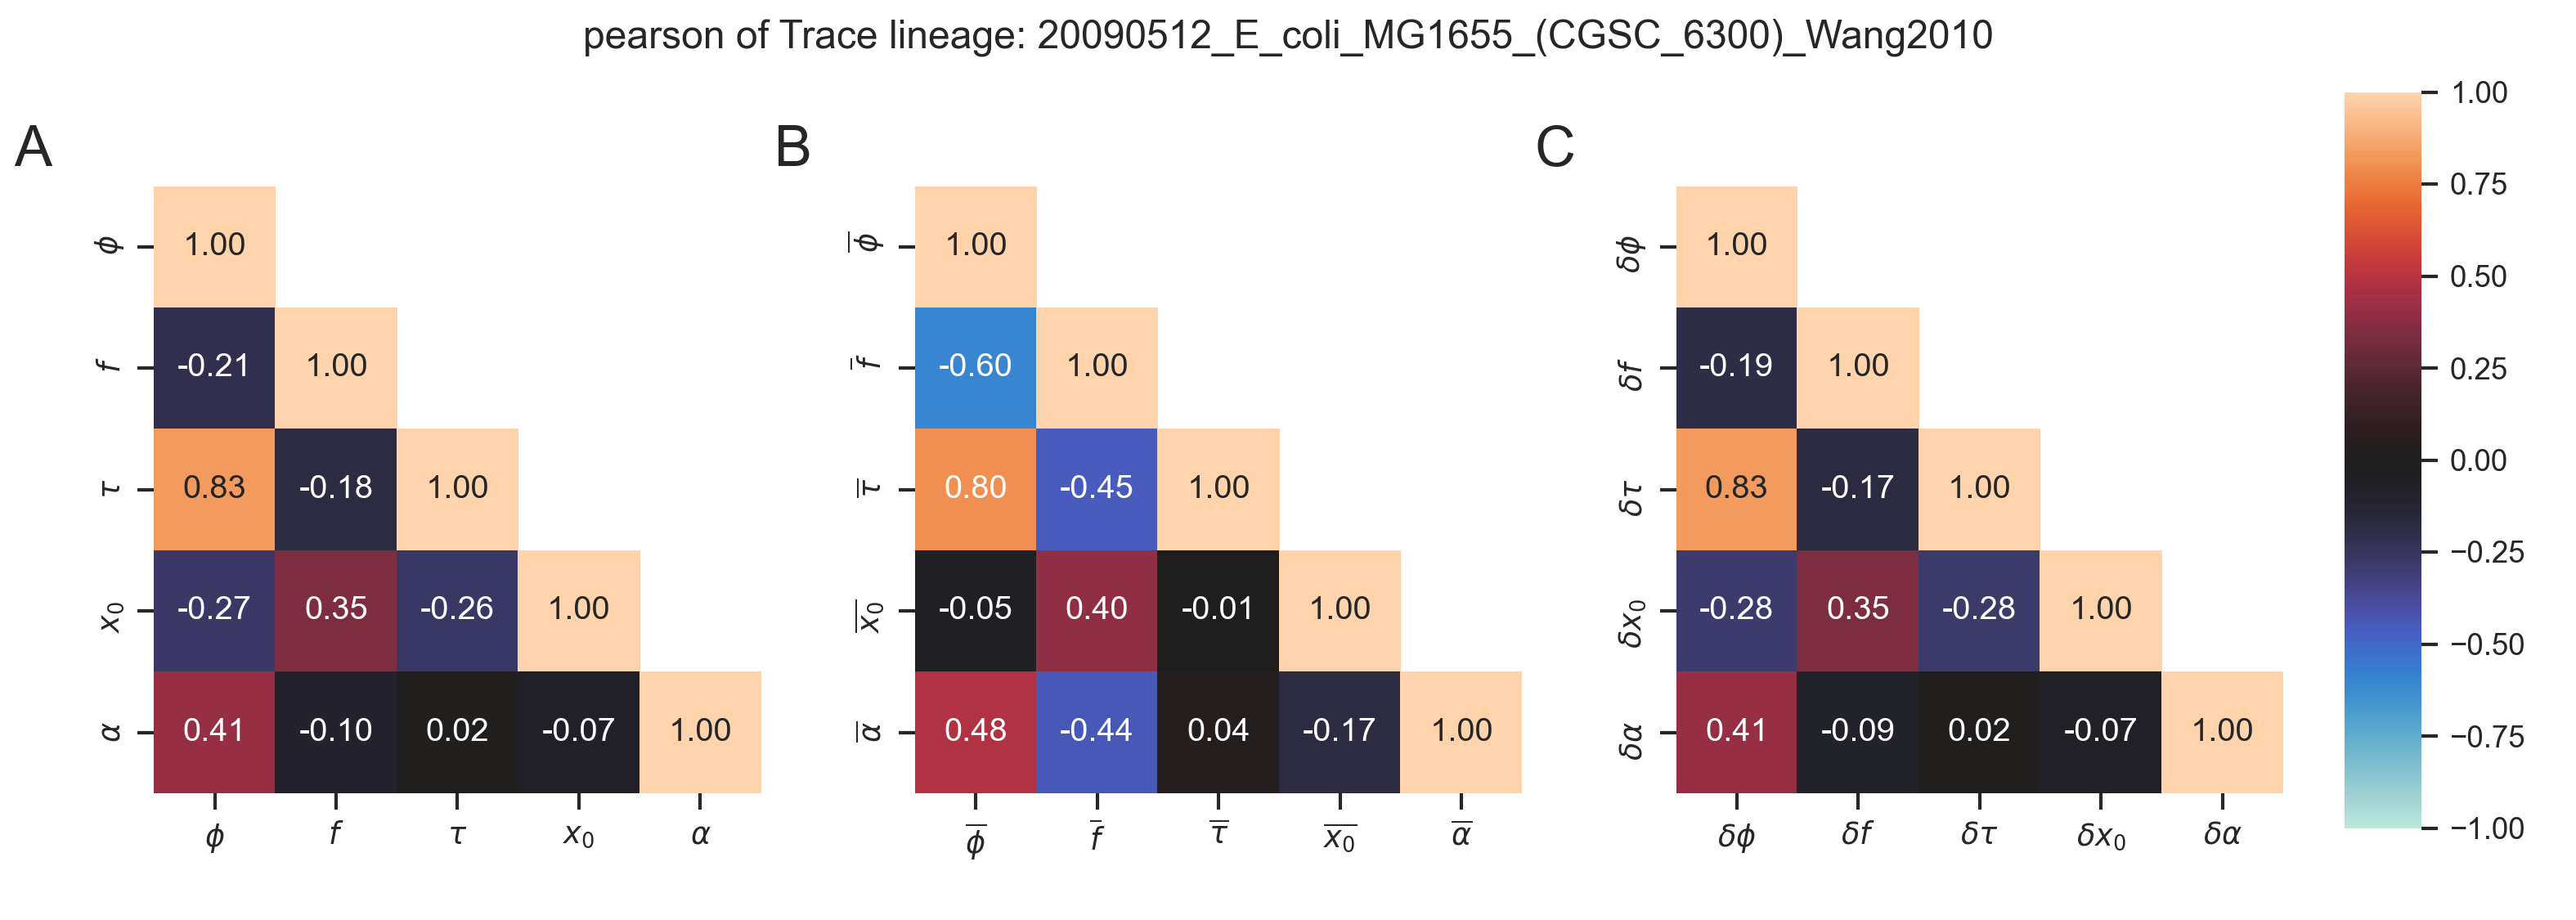 pearson of Trace lineage: 20090512_E_coli_MG1655_(CGSC_6300)_Wang2010
A
ϕ 1.00
f -0.21 1.00
τ 0.83 -0.18 1.00
x₀ -0.27 0.35 -0.26 1.00
α 0.41 -0.10 0.02 -0.07 1.00
ϕ f τ x₀ α
B
ϕ̅ 1.00
f̅ -0.60 1.00
τ̅ 0.80 -0.45 1.00
x̅₀̅ -0.05 0.40 -0.01 1.00
α̅ 0.48 -0.44 0.04 -0.17 1.00
ϕ̅ f̅ τ̅ x̅₀̅ α̅
C
δϕ 1.00
δf -0.19 1.00
δτ 0.83 -0.17 1.00
δx₀ -0.28 0.35 -0.28 1.00
δα 0.41 -0.09 0.02 -0.07 1.00
δϕ δf δτ δx₀ δα
1.00
0.75
0.50
0.25
0.00
−0.25
−0.50
−0.75
−1.00